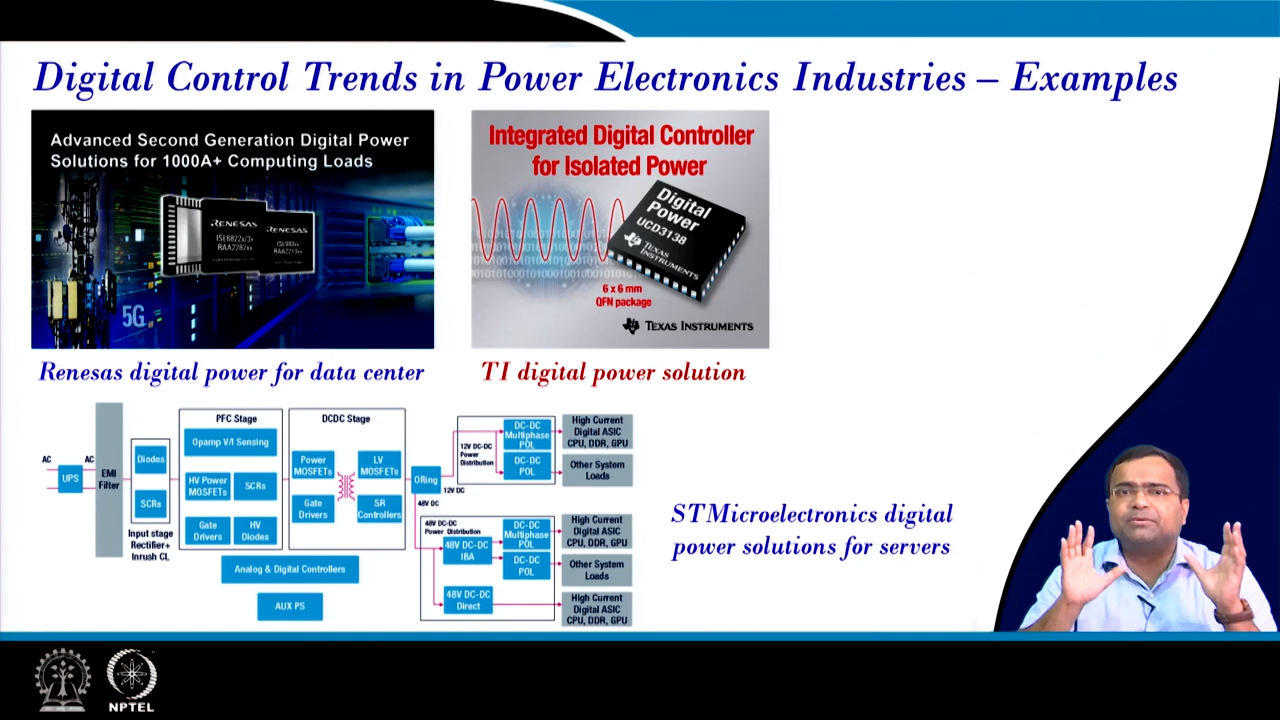 Digital Control Trends in Power Electronics Industries – Examples
Advanced Second Generation Digital Power
Solutions for 1000A+ Computing Loads
RENESAS
ISL6822x/3x
RAA2282xx
RENESAS
ISL993xx
RAA2213xx
5G
Renesas digital power for data center
Integrated Digital Controller
for Isolated Power
Digital
Power
UCD3138
TEXAS
INSTRUMENTS
6 x 6 mm
QFN package
TEXAS INSTRUMENTS
TI digital power solution
AC
UPS
AC
EMI
Filter
Diodes
SCRs
Input stage
Rectifier+
Inrush CL
PFC Stage
Opamp V/I Sensing
HV Power
MOSFETs
SCRs
Gate
Drivers
HV
Diodes
DCDC Stage
Power
MOSFETs
LV
MOSFETs
Gate
Drivers
SR
Controllers
Analog & Digital Controllers
AUX PS
ORing
12V DC
48V DC
12V DC-DC
Power
Distribution
DC-DC
Multiphase
POL
DC-DC
POL
High Current
Digital ASIC
CPU, DDR, GPU
Other System
Loads
48V DC-DC
Power Distribution
48V DC-DC
IBA
DC-DC
Multiphase
POL
DC-DC
POL
48V DC-DC
Direct
High Current
Digital ASIC
CPU, DDR, GPU
Other System
Loads
High Current
Digital ASIC
CPU, DDR, GPU
STMicroelectronics digital
power solutions for servers
NPTEL